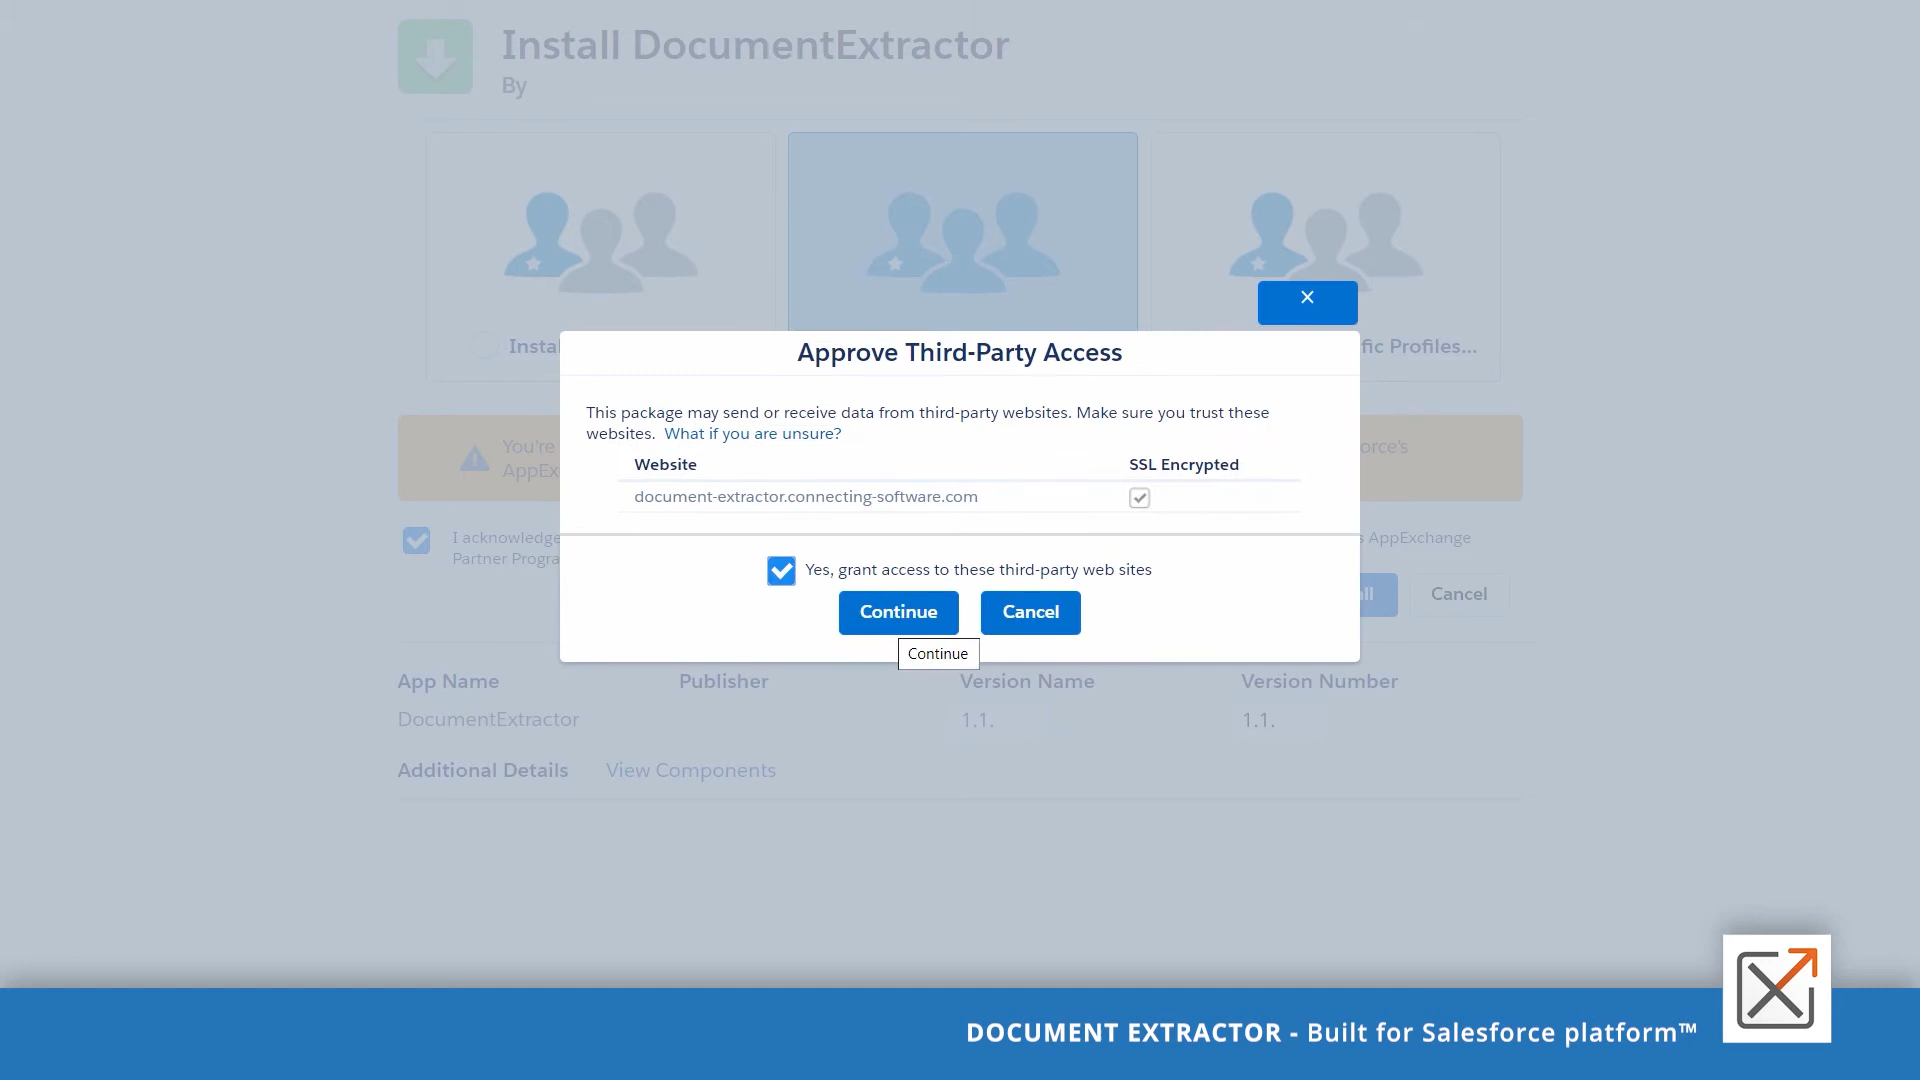 Install DocumentExtractor
By
Insta
fic Profiles...
Approve Third-Party Access
This package may send or receive data from third-party websites. Make sure you trust these
websites. What if you are unsure?
Website SSL Encrypted
document-extractor.connecting-software.com
You're
AppEx
orce's
I acknowledge
Partner Progra
s AppExchange
Yes, grant access to these third-party web sites
Continue Cancel
Continue
all Cancel
App Name Publisher Version Name Version Number
DocumentExtractor 1.1. 1.1.
Additional Details View Components
DOCUMENT EXTRACTOR - Built for Salesforce platform™